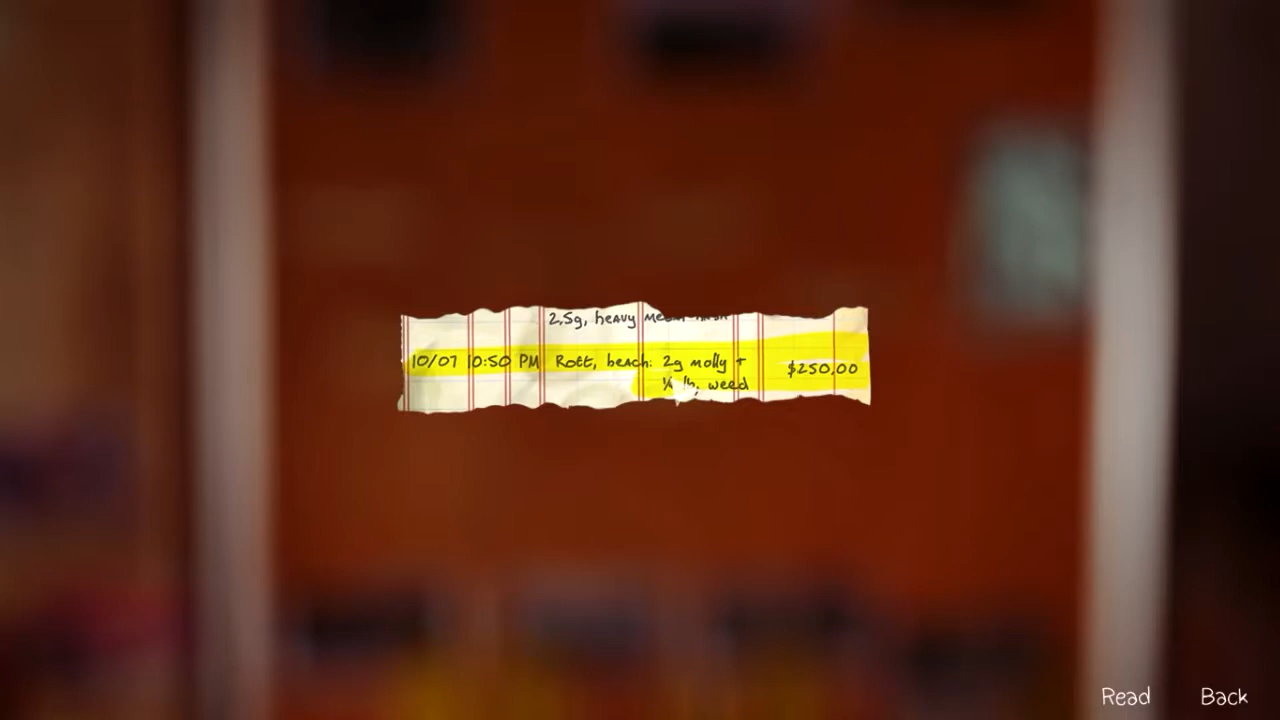 2,5g, heavy
10/07 10:50 PM Rott, beach: 2g molly + $250,00
¼ lb, weed
Read Back